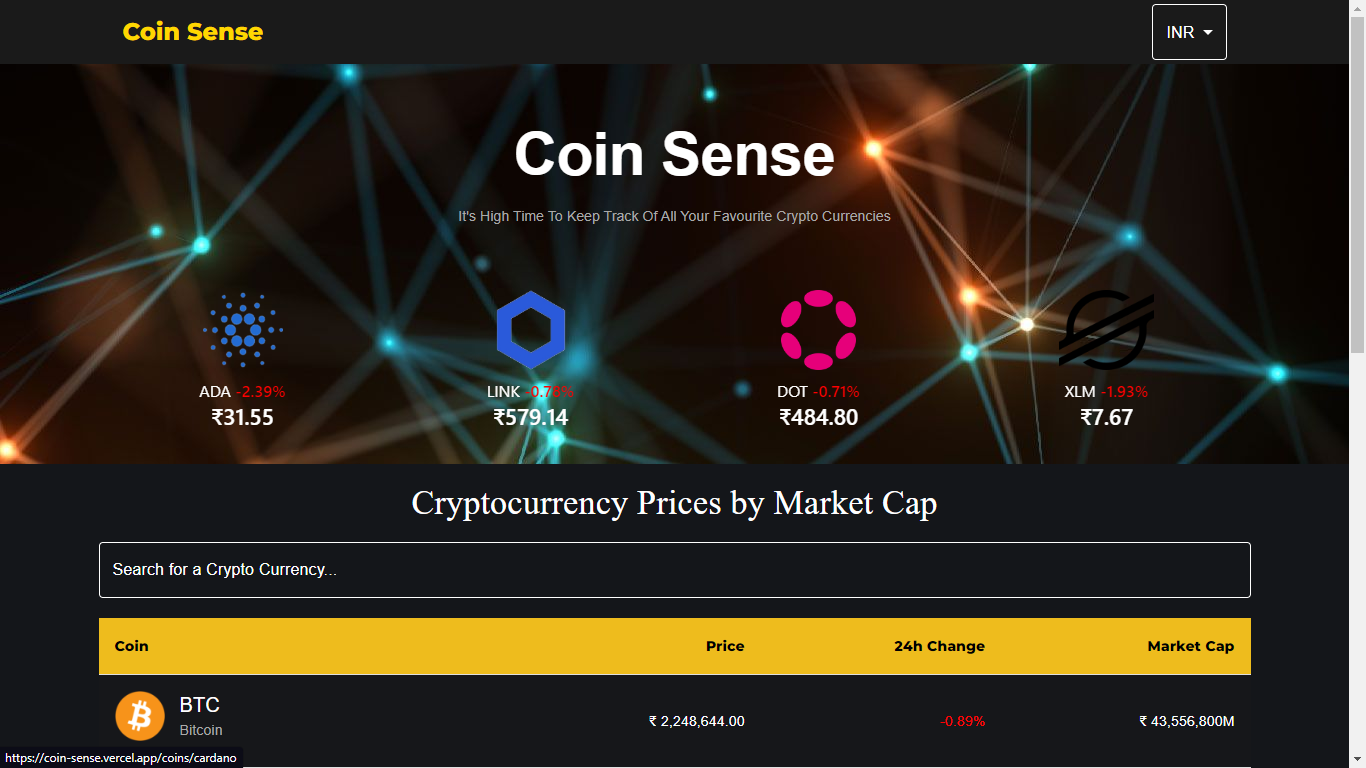 Coin Sense
INR
Coin Sense
It's High Time To Keep Track Of All Your Favourite Crypto Currencies
ADA -2.39%
₹31.55
LINK -0.78%
₹579.14
DOT -0.71%
₹484.80
XLM -1.93%
₹7.67
Cryptocurrency Prices by Market Cap
Search for a Crypto Currency...
Coin Price 24h Change Market Cap
BTC
Bitcoin
₹ 2,248,644.00 -0.89% ₹ 43,556,800M
https://coin-sense.vercel.app/coins/cardano